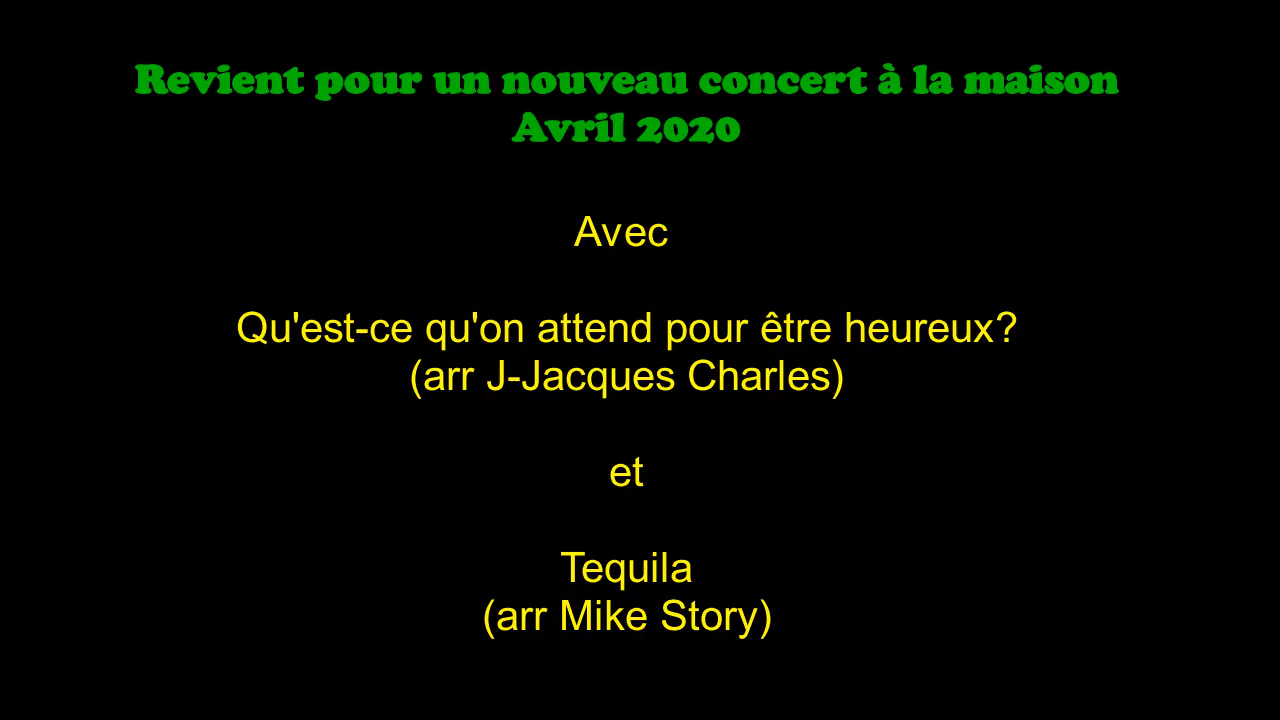 Revient pour un nouveau concert à la maison
Avril 2020
Avec
Qu'est-ce qu'on attend pour être heureux?
(arr J-Jacques Charles)
et
Tequila
(arr Mike Story)